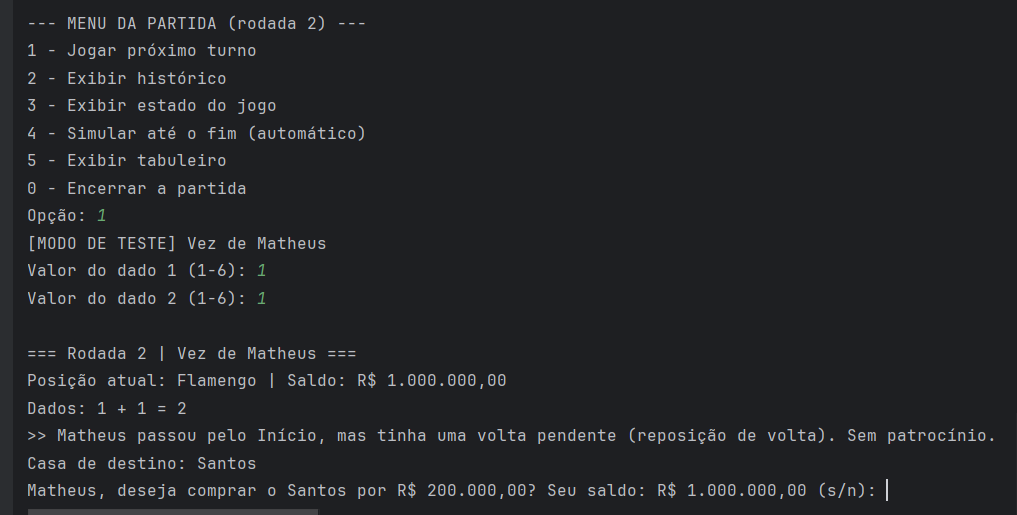 --- MENU DA PARTIDA (rodada 2) ---
1 - Jogar próximo turno
2 - Exibir histórico
3 - Exibir estado do jogo
4 - Simular até o fim (automático)
5 - Exibir tabuleiro
0 - Encerrar a partida
Opção: 1
[MODO DE TESTE] Vez de Matheus
Valor do dado 1 (1-6): 1
Valor do dado 2 (1-6): 1
=== Rodada 2 | Vez de Matheus ===
Posição atual: Flamengo | Saldo: R$ 1.000.000,00
Dados: 1 + 1 = 2
>> Matheus passou pelo Início, mas tinha uma volta pendente (reposição de volta). Sem patrocínio.
Casa de destino: Santos
Matheus, deseja comprar o Santos por R$ 200.000,00? Seu saldo: R$ 1.000.000,00 (s/n):